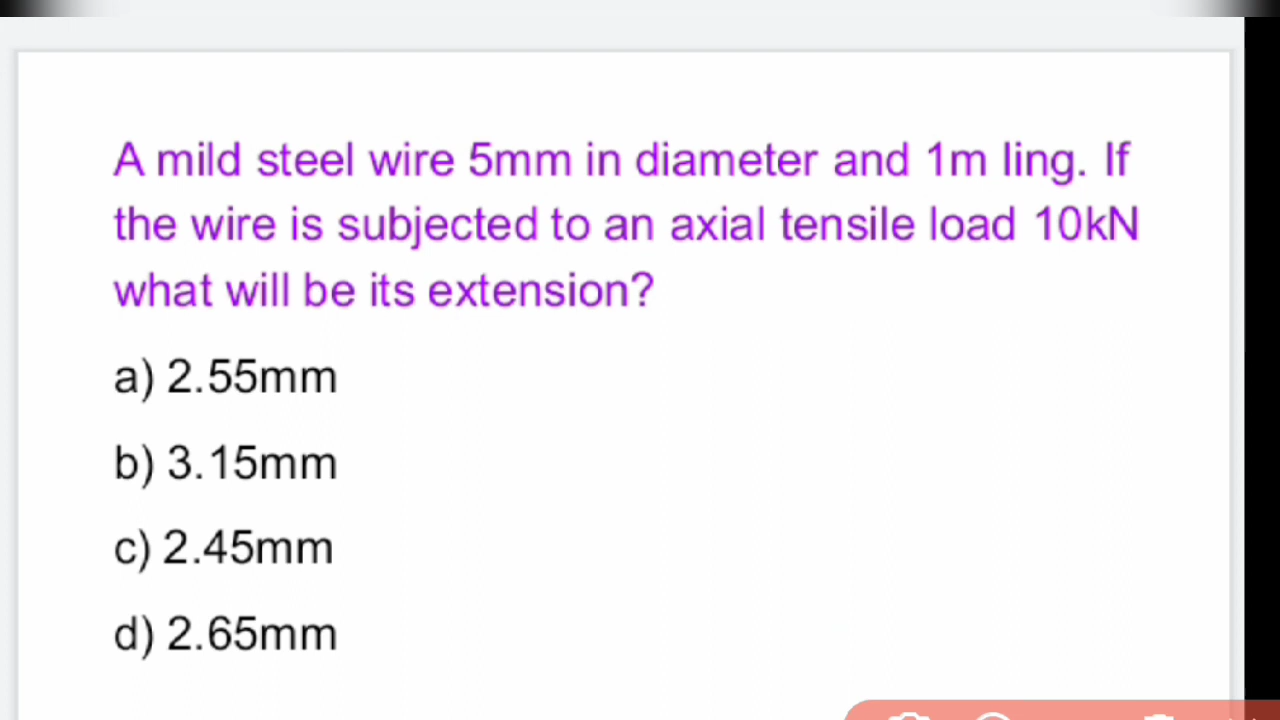 A mild steel wire 5mm in diameter and 1m ling. If
the wire is subjected to an axial tensile load 10kN
what will be its extension?
a) 2.55mm
b) 3.15mm
c) 2.45mm
d) 2.65mm